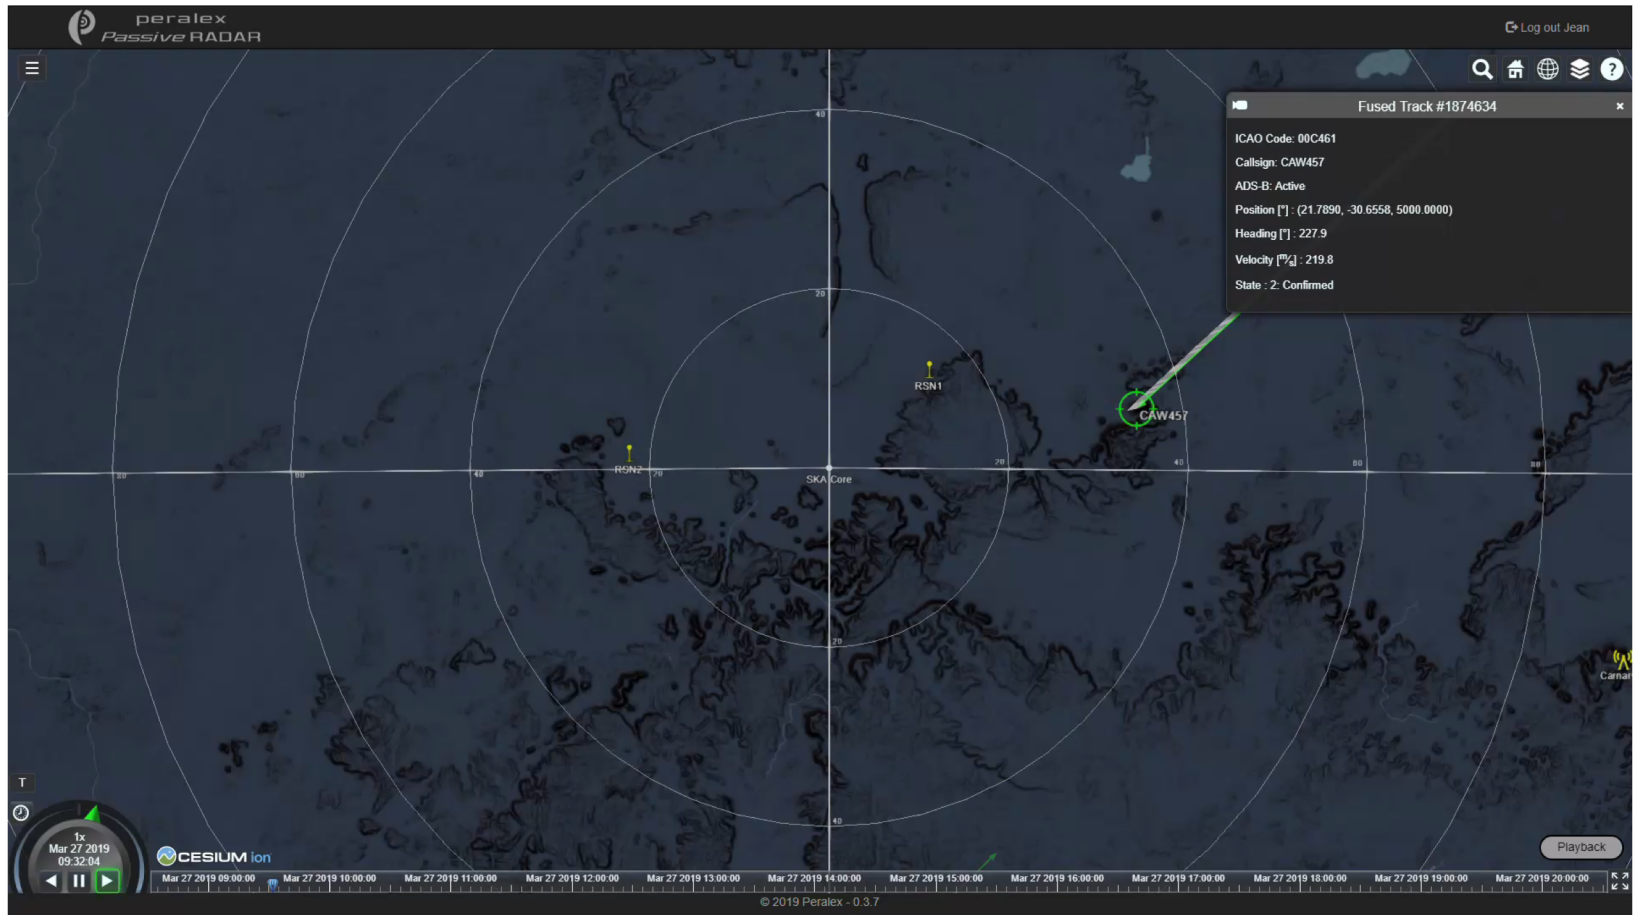 peralex
Passive RADAR
Log out Jean
Fused Track #1874634
ICAO Code: 00C461
Callsign: CAW457
ADS-B: Active
Position [°] : (21.7890, -30.6558, 5000.0000)
Heading [°] : 227.9
Velocity [m/s] : 219.8
State : 2: Confirmed
40
20
RSN1
CAW457
RSN2
80
60
40
20
20
40
60
80
SKA Core
20
40
Camar
T
1x
Mar 27 2019
09:32:04
CESIUM ion
Playback
Mar 27 2019 09:00:00 Mar 27 2019 10:00:00 Mar 27 2019 11:00:00 Mar 27 2019 12:00:00 Mar 27 2019 13:00:00 Mar 27 2019 14:00:00 Mar 27 2019 15:00:00 Mar 27 2019 16:00:00 Mar 27 2019 17:00:00 Mar 27 2019 18:00:00 Mar 27 2019 19:00:00 Mar 27 2019 20:00:00
© 2019 Peralex - 0.3.7